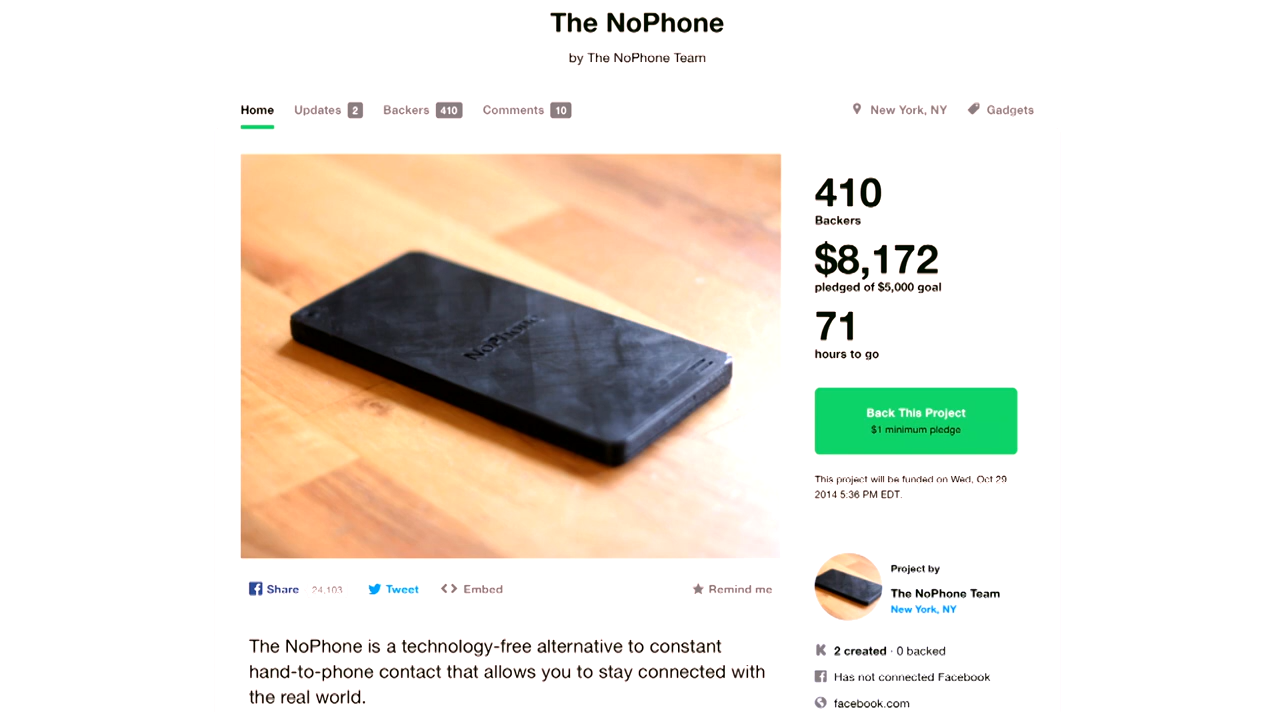 The NoPhone
by The NoPhone Team
Home Updates 2 Backers 410 Comments 10
New York, NY Gadgets
NoPhone
410
Backers
$8,172
pledged of $5,000 goal
71
hours to go
Back This Project
$1 minimum pledge
This project will be funded on Wed, Oct 29
2014 5:36 PM EDT.
Share 24,103 Tweet Embed Remind me
The NoPhone is a technology-free alternative to constant
hand-to-phone contact that allows you to stay connected with
the real world.
Project by
The NoPhone Team
New York, NY
2 created · 0 backed
Has not connected Facebook
facebook.com